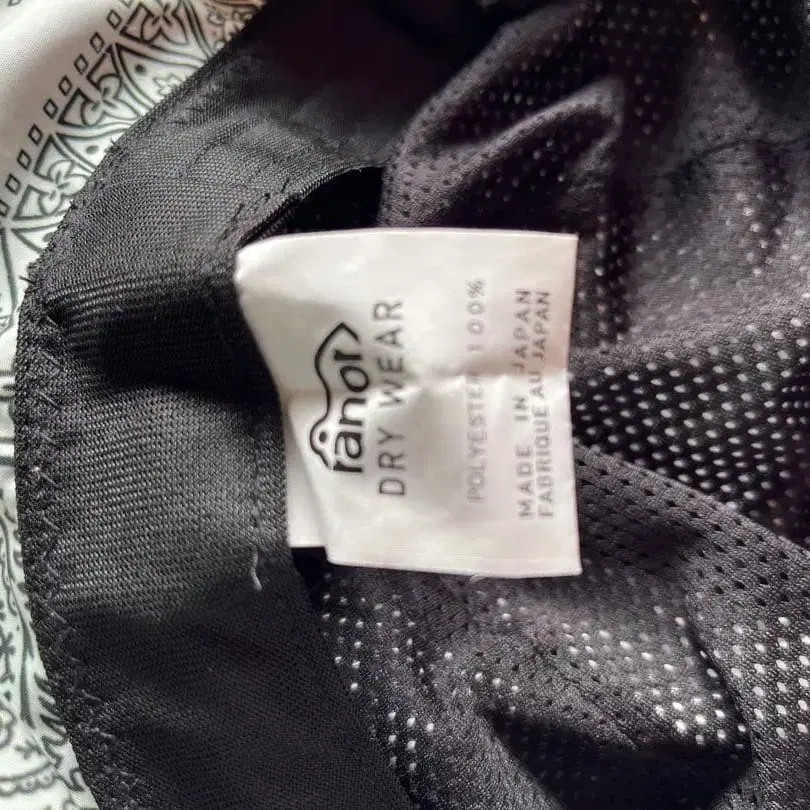 ranor
DRY WEAR
POLYESTER 100%
MADE IN JAPAN
FABRIQUE AU JAPAN